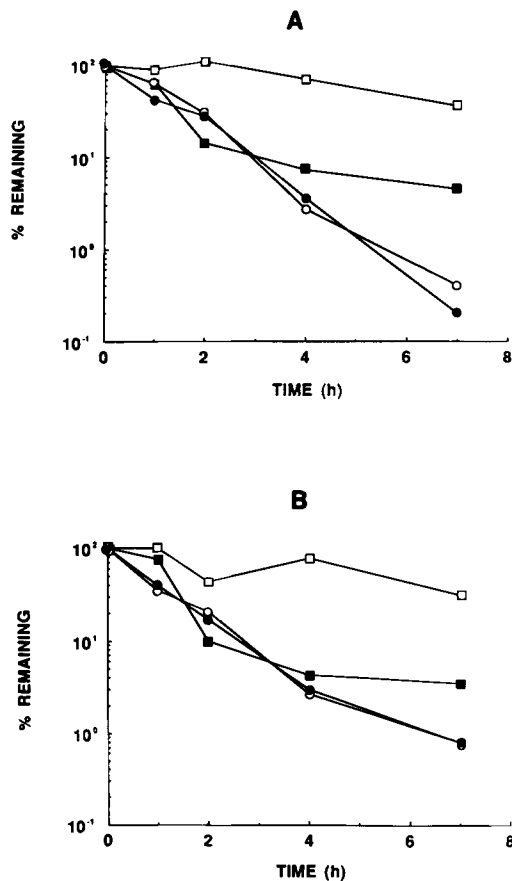 A
% REMAINING
10²
10¹
10⁰
10⁻¹
0 2 4 6 8
TIME (h)
B
% REMAINING
10²
10¹
10⁰
10⁻¹
0 2 4 6 8
TIME (h)